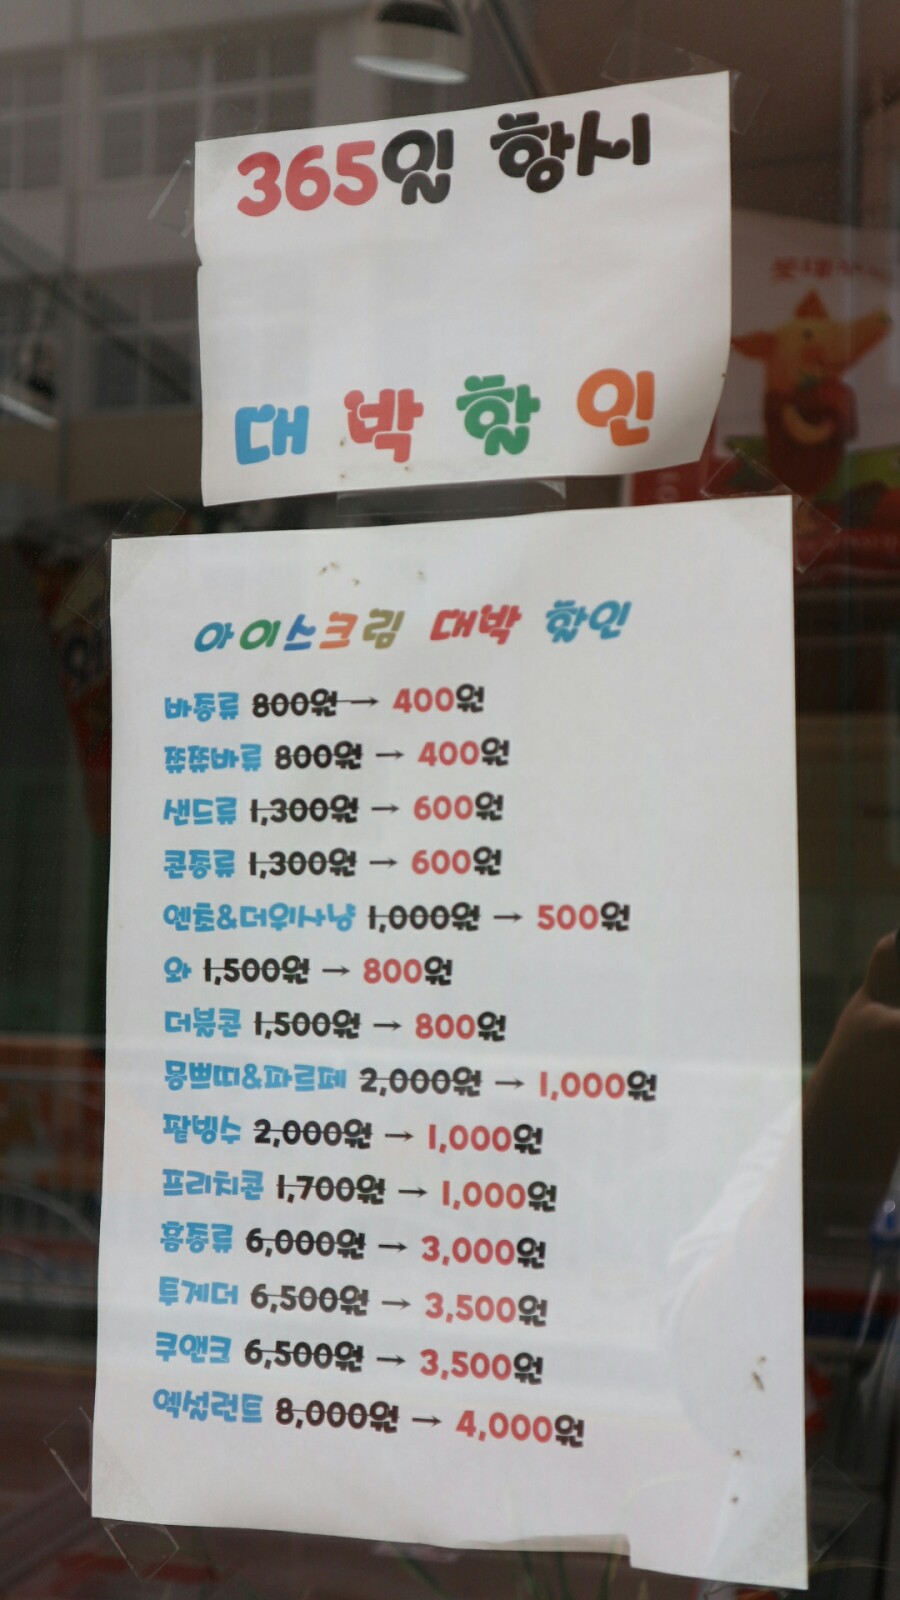 365일 항시
대박할인
아이스크림 대박 할인
바종류 800원 → 400원
쮸쮸바류 800원 → 400원
샌드류 1,300원 → 600원
콘종류 1,300원 → 600원
엔초&더위사냥 1,000원 → 500원
와 1,500원 → 800원
더블콘 1,500원 → 800원
몽쁘띠&파르페 2,000원 → 1,000원
팥빙수 2,000원 → 1,000원
프리치콘 1,700원 → 1,000원
홈종류 6,000원 → 3,000원
투게더 6,500원 → 3,500원
쿠앤크 6,500원 → 3,500원
엑설런트 8,000원 → 4,000원